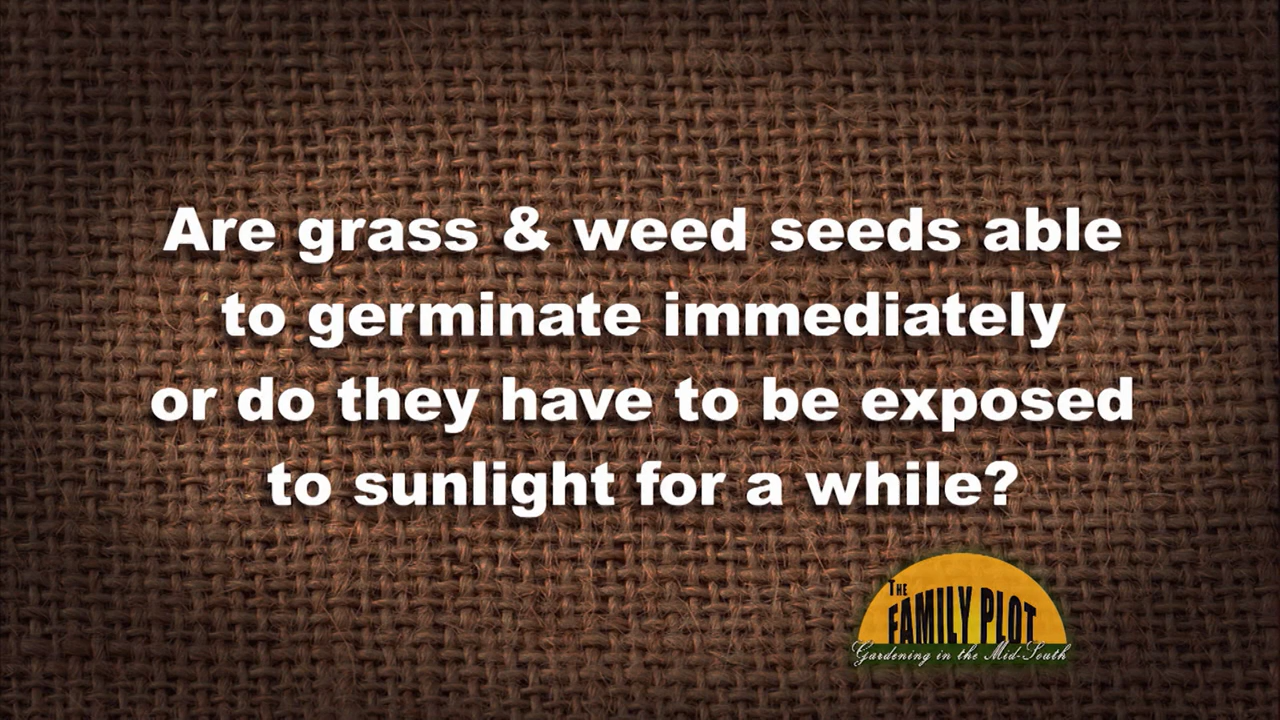 Are grass & weed seeds able
to germinate immediately
or do they have to be exposed
to sunlight for a while?
THE
FAMILY PLOT
Gardening in the Mid-South